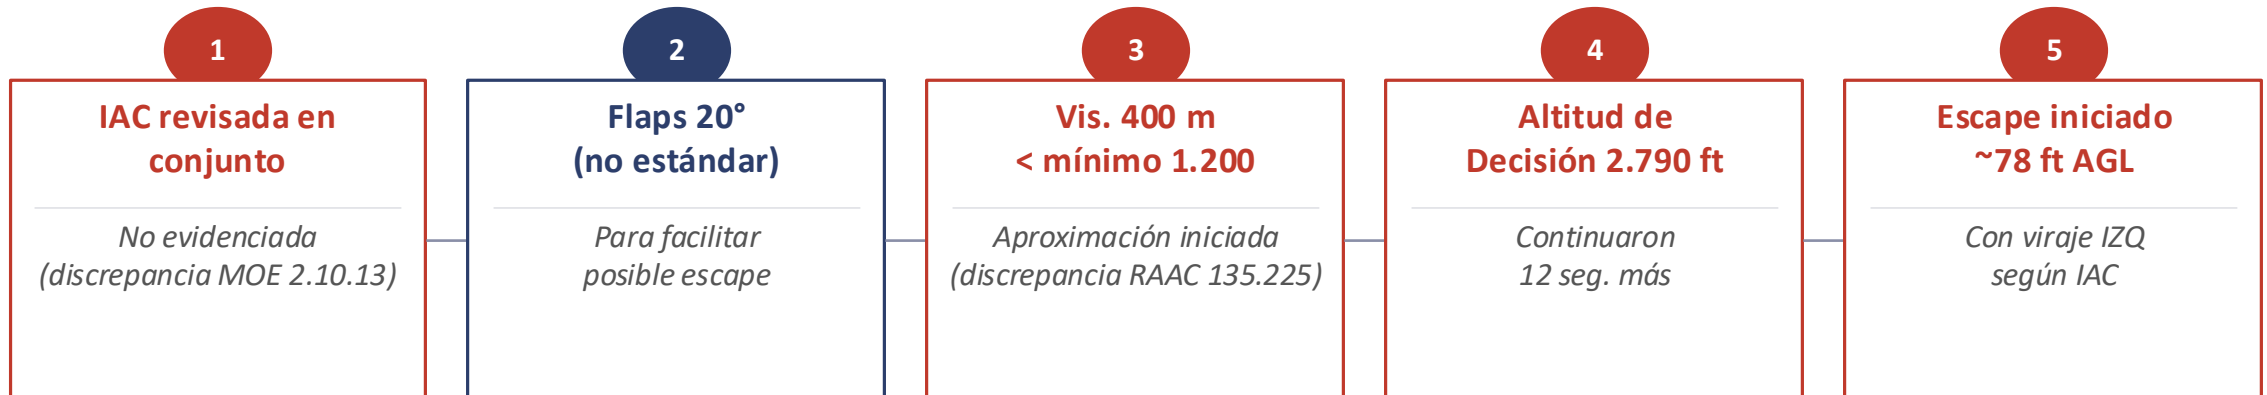 1
IAC revisada en
conjunto
No evidenciada
(discrepancia MOE 2.10.13)
2
Flaps 20°
(no estándar)
Para facilitar
posible escape
3
Vis. 400 m
< mínimo 1.200
Aproximación iniciada
(discrepancia RAAC 135.225)
4
Altitud de
Decisión 2.790 ft
Continuaron
12 seg. más
5
Escape iniciado
~78 ft AGL
Con viraje IZQ
según IAC